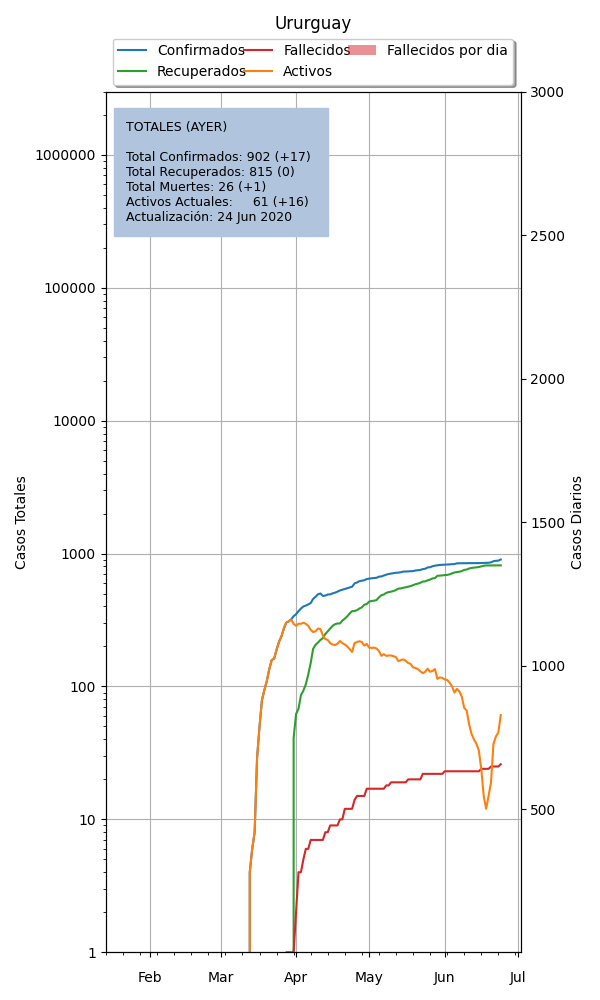 Ururguay
Confirmados
Fallecidos
Fallecidos por dia
Recuperados
Activos
TOTALES (AYER)
Total Confirmados: 902 (+17)
Total Recuperados: 815 (0)
Total Muertes: 26 (+1)
Activos Actuales: 61 (+16)
Actualización: 24 Jun 2020
Casos Totales
1000000
100000
10000
1000
100
10
1
3000
2500
2000
1500
1000
500
Casos Diarios
Feb
Mar
Apr
May
Jun
Jul